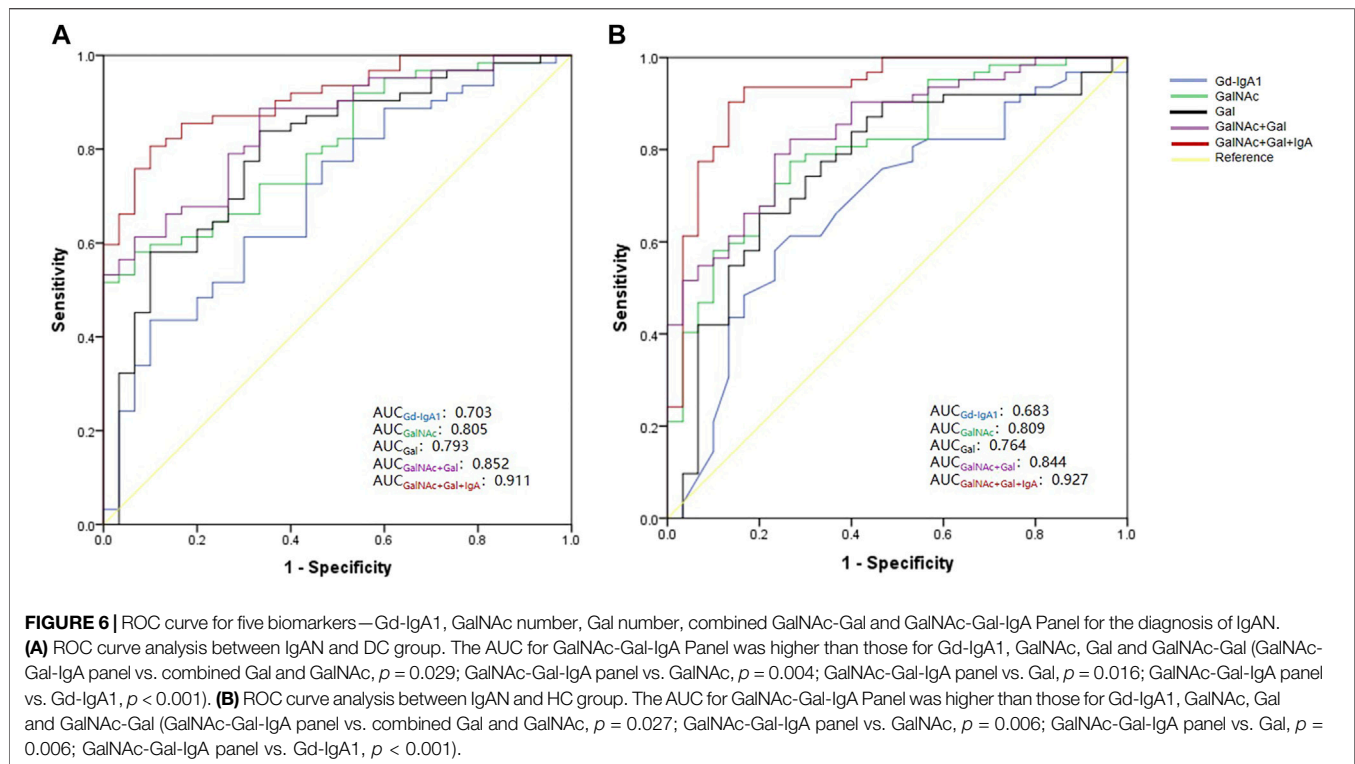 A
1.0
0.8
0.6
0.4
0.2
0.0
Sensitivity
0.0 0.2 0.4 0.6 0.8 1.0
1 - Specificity
AUCGd-IgA1: 0.703
AUCGalNAc: 0.805
AUCGal: 0.793
AUCGalNAc+Gal: 0.852
AUCGalNAc+Gal+IgA: 0.911
B
1.0
0.8
0.6
0.4
0.2
0.0
Sensitivity
0.0 0.2 0.4 0.6 0.8 1.0
1 - Specificity
AUCGd-IgA1: 0.683
AUCGalNAc: 0.809
AUCGal: 0.764
AUCGalNAc+Gal: 0.844
AUCGalNAc+Gal+IgA: 0.927
Gd-IgA1
GalNAc
Gal
GalNAc+Gal
GalNAc+Gal+IgA
Reference
FIGURE 6 | ROC curve for five biomarkers—Gd-IgA1, GalNAc number, Gal number, combined GalNAc-Gal and GalNAc-Gal-IgA Panel for the diagnosis of IgAN.
(A) ROC curve analysis between IgAN and DC group. The AUC for GalNAc-Gal-IgA Panel was higher than those for Gd-IgA1, GalNAc, Gal and GalNAc-Gal (GalNAc-
Gal-IgA panel vs. combined Gal and GalNAc, p = 0.029; GalNAc-Gal-IgA panel vs. GalNAc, p = 0.004; GalNAc-Gal-IgA panel vs. Gal, p = 0.016; GalNAc-Gal-IgA panel
vs. Gd-IgA1, p < 0.001). (B) ROC curve analysis between IgAN and HC group. The AUC for GalNAc-Gal-IgA Panel was higher than those for Gd-IgA1, GalNAc, Gal
and GalNAc-Gal (GalNAc-Gal-IgA panel vs. combined Gal and GalNAc, p = 0.027; GalNAc-Gal-IgA panel vs. GalNAc, p = 0.006; GalNAc-Gal-IgA panel vs. Gal, p =
0.006; GalNAc-Gal-IgA panel vs. Gd-IgA1, p < 0.001).